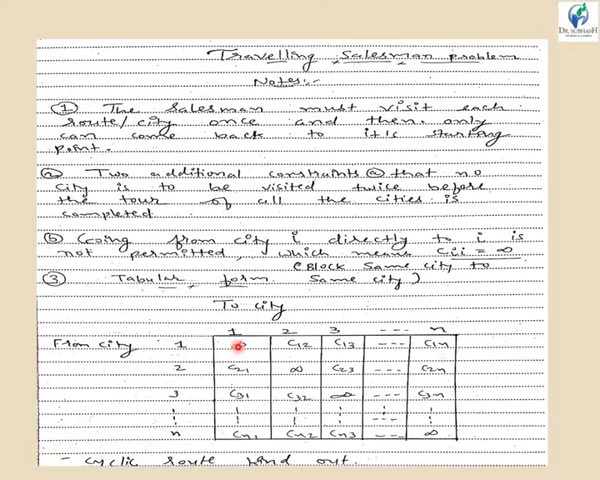 DR. SUBHASH
Travelling Salesman problem
Notes:-
① The salesman must visit each
route/city once and then only
can come back to it's starting
point.
② Two additional constraints ⓐ that no
city is to be visited twice before
the tour of all the cities is
completed
ⓑ Going from city i directly to i is
not permitted, which means Cii = ∞
(Block same city to
③ Tabular form. same city)
To city
1 2 3 --- n
From city 1 ∞ C12 C13 --- C1n
2 C21 ∞ C23 --- C2n
3 C31 C32 ∞ --- C3n
n Cn1 Cn2 Cn3 --- ∞
- cyclic route find out.